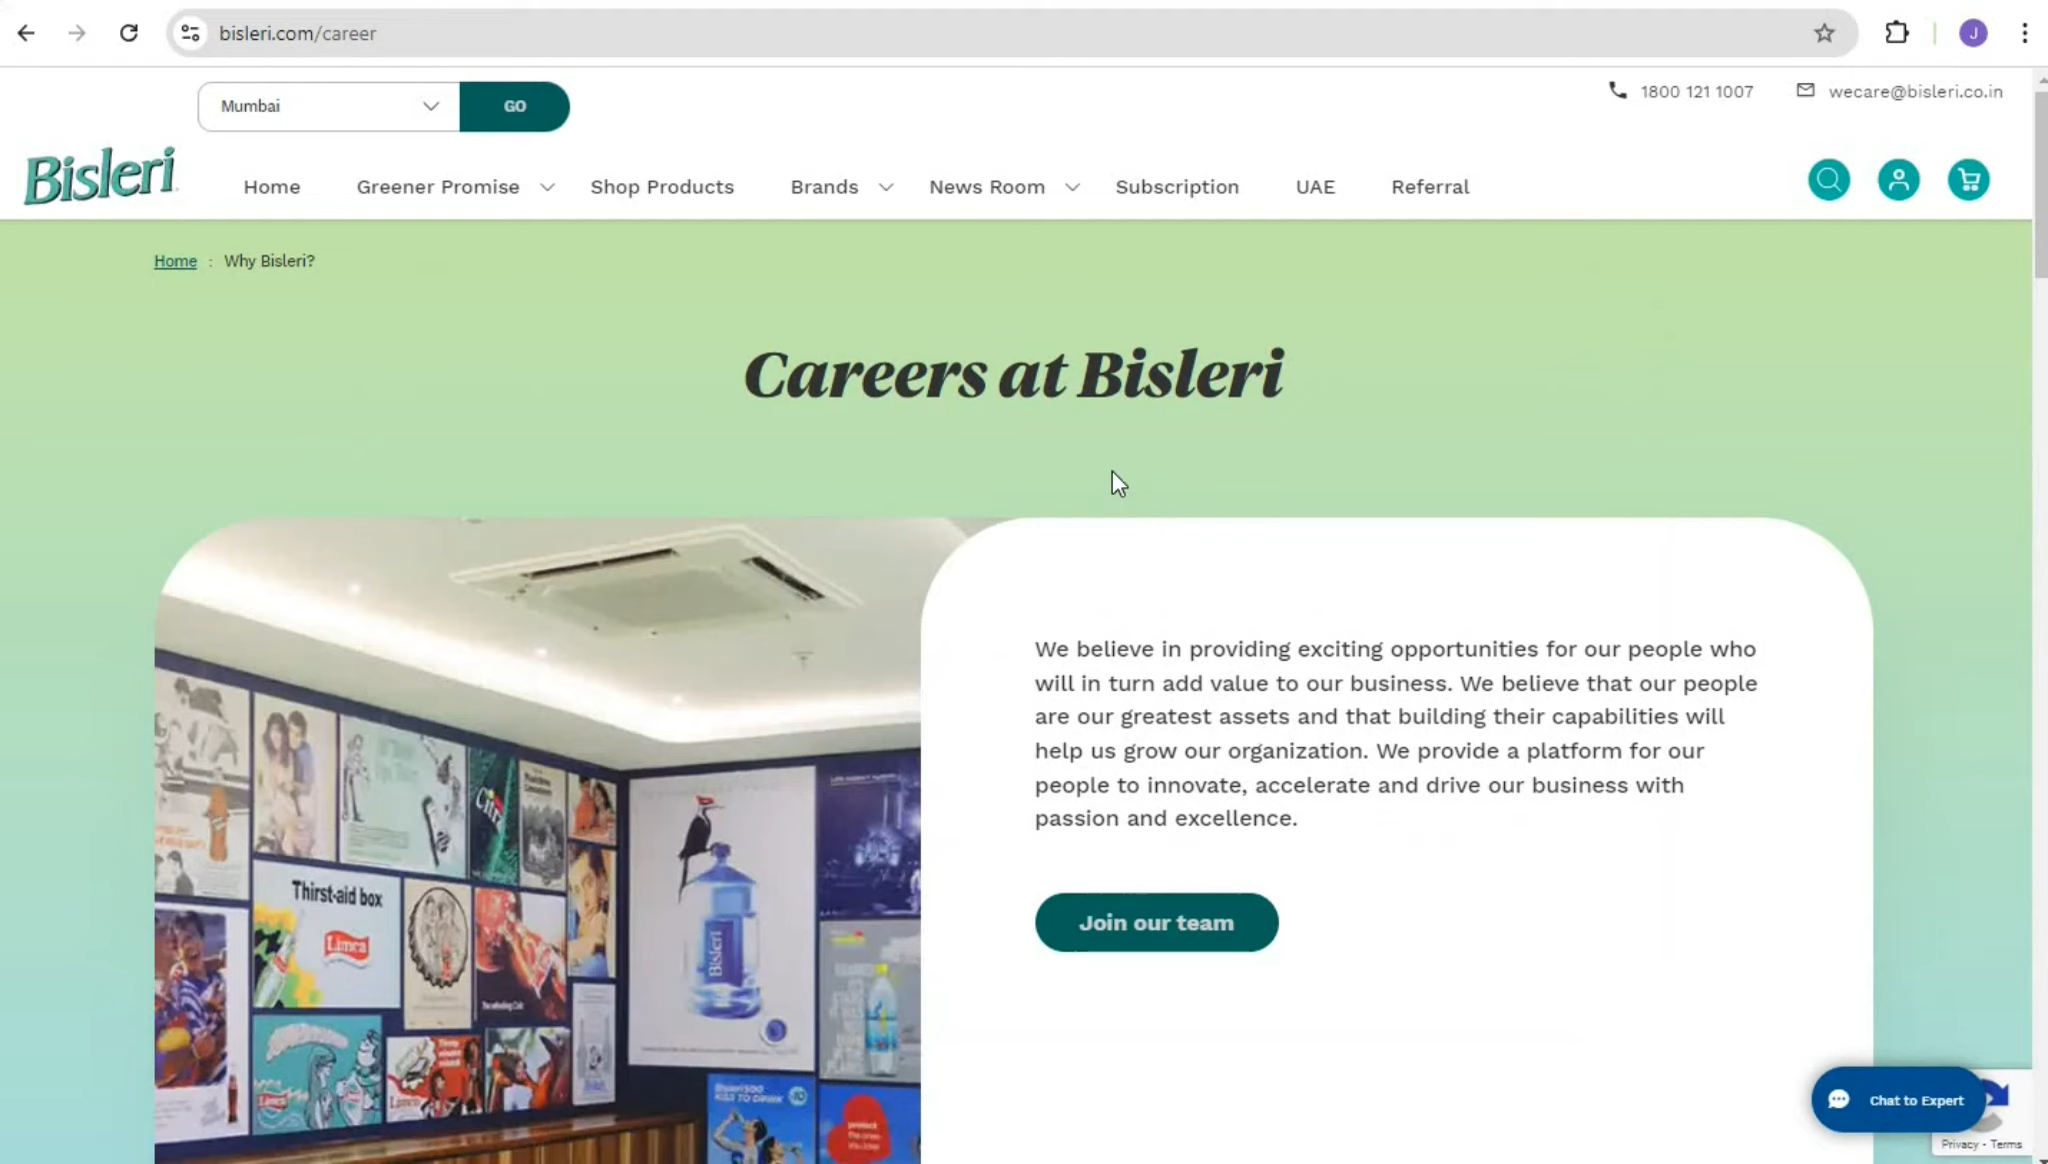 bisleri.com/career
J
Mumbai
GO
1800 121 1007
wecare@bisleri.co.in
Bisleri
Home
Greener Promise
Shop Products
Brands
News Room
Subscription
UAE
Referral
Home : Why Bisleri?
Careers at Bisleri
We believe in providing exciting opportunities for our people who
will in turn add value to our business. We believe that our people
are our greatest assets and that building their capabilities will
help us grow our organization. We provide a platform for our
people to innovate, accelerate and drive our business with
passion and excellence.
Join our team
Thirst-aid box
Limca
Bisleri
Limca
Limca
Chat to Expert
Privacy - Terms